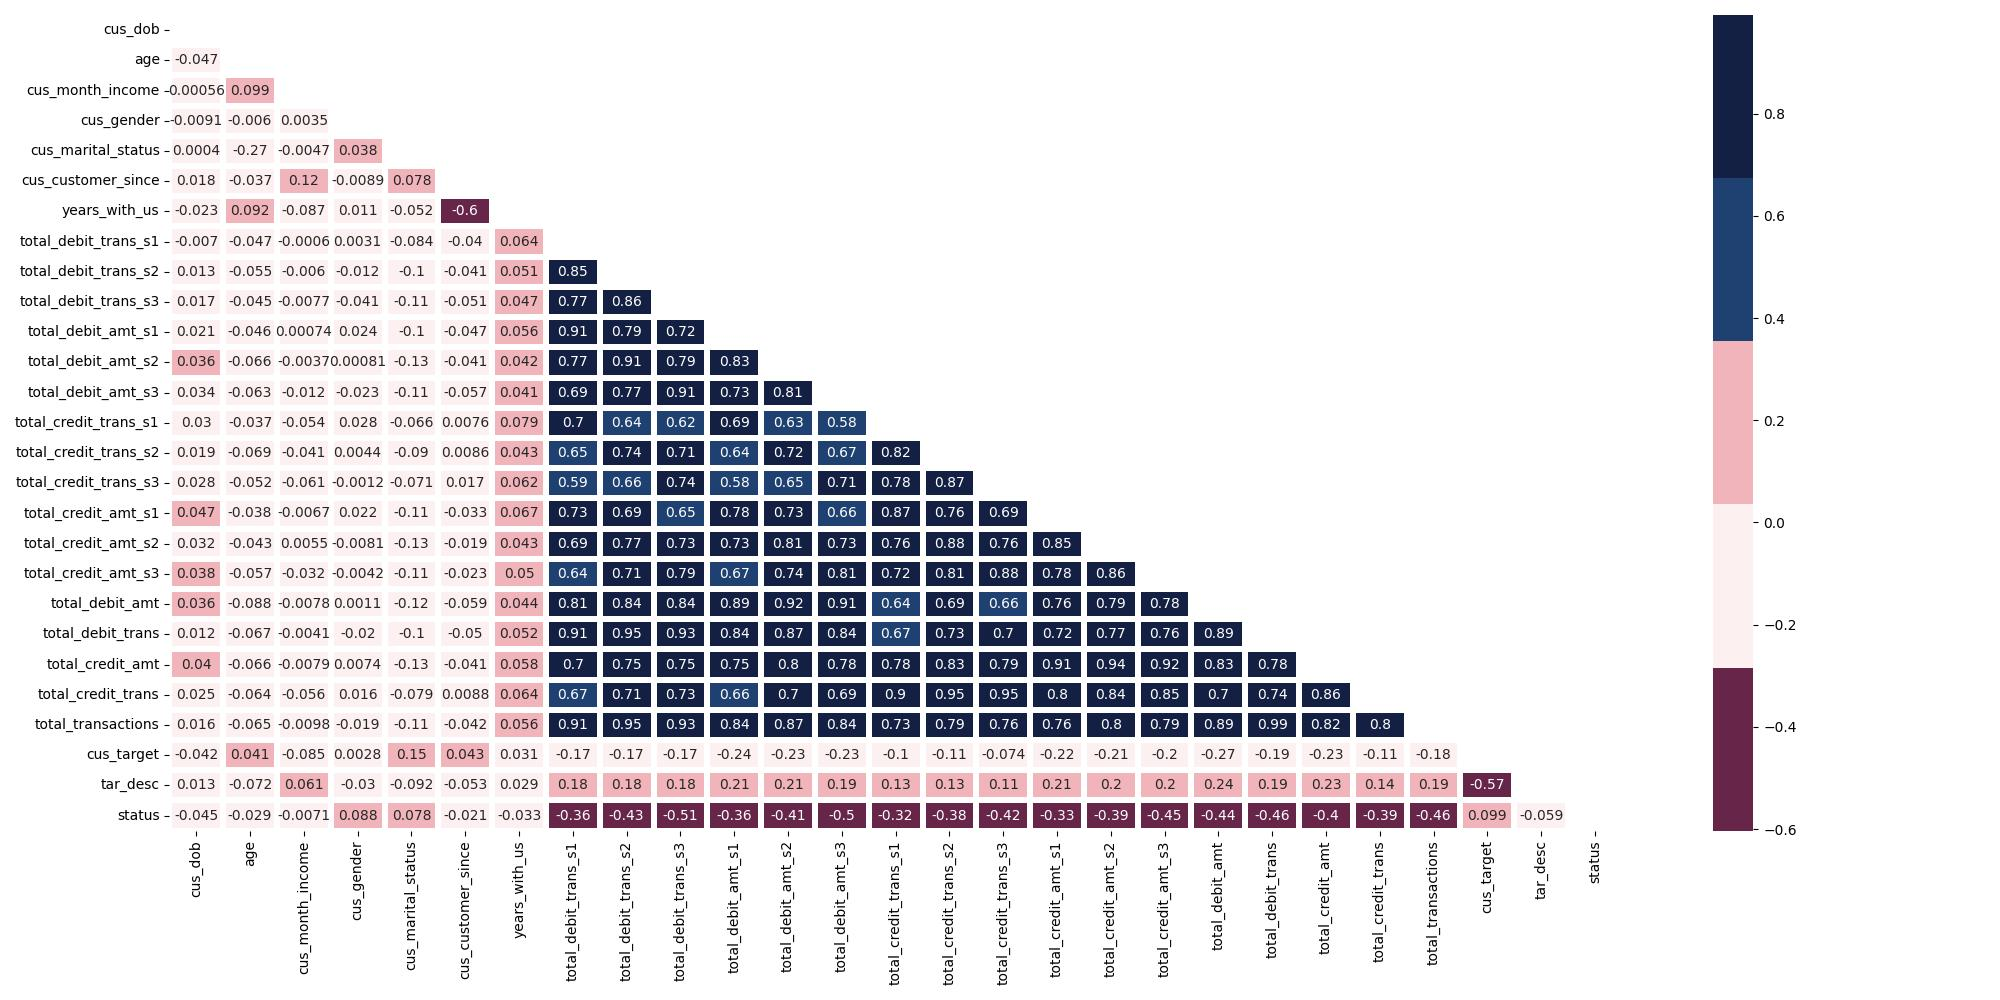 cus_dob
age -0.047
cus_month_income -0.00056 0.099
cus_gender -0.0091 -0.006 0.0035
cus_marital_status 0.0004 -0.27 -0.0047 0.038
cus_customer_since 0.018 -0.037 0.12 -0.0089 0.078
years_with_us -0.023 0.092 -0.087 0.011 -0.052 -0.6
total_debit_trans_s1 -0.007 -0.047 -0.0006 0.0031 -0.084 -0.04 0.064
total_debit_trans_s2 0.013 -0.055 -0.006 -0.012 -0.1 -0.041 0.051 0.85
total_debit_trans_s3 0.017 -0.045 -0.0077 -0.041 -0.11 -0.051 0.047 0.77 0.86
total_debit_amt_s1 0.021 -0.046 0.00074 0.024 -0.1 -0.047 0.056 0.91 0.79 0.72
total_debit_amt_s2 0.036 -0.066 -0.0037 0.00081 -0.13 -0.041 0.042 0.77 0.91 0.79 0.83
total_debit_amt_s3 0.034 -0.063 -0.012 -0.023 -0.11 -0.057 0.041 0.69 0.77 0.91 0.73 0.81
total_credit_trans_s1 0.03 -0.037 -0.054 0.028 -0.066 0.0076 0.079 0.7 0.64 0.62 0.69 0.63 0.58
total_credit_trans_s2 0.019 -0.069 -0.041 0.0044 -0.09 0.0086 0.043 0.65 0.74 0.71 0.64 0.72 0.67 0.82
total_credit_trans_s3 0.028 -0.052 -0.061 -0.0012 -0.071 0.017 0.062 0.59 0.66 0.74 0.58 0.65 0.71 0.78 0.87
total_credit_amt_s1 0.047 -0.038 -0.0067 0.022 -0.11 -0.033 0.067 0.73 0.69 0.65 0.78 0.73 0.66 0.87 0.76 0.69
total_credit_amt_s2 0.032 -0.043 0.0055 -0.0081 -0.13 -0.019 0.043 0.69 0.77 0.73 0.73 0.81 0.73 0.76 0.88 0.76 0.85
total_credit_amt_s3 0.038 -0.057 -0.032 -0.0042 -0.11 -0.023 0.05 0.64 0.71 0.79 0.67 0.74 0.81 0.72 0.81 0.88 0.78 0.86
total_debit_amt 0.036 -0.088 -0.0078 0.0011 -0.12 -0.059 0.044 0.81 0.84 0.84 0.89 0.92 0.91 0.64 0.69 0.66 0.76 0.79 0.78
total_debit_trans 0.012 -0.067 -0.0041 -0.02 -0.1 -0.05 0.052 0.91 0.95 0.93 0.84 0.87 0.84 0.67 0.73 0.7 0.72 0.77 0.76 0.89
total_credit_amt 0.04 -0.066 -0.0079 0.0074 -0.13 -0.041 0.058 0.7 0.75 0.75 0.75 0.8 0.78 0.78 0.83 0.79 0.91 0.94 0.92 0.83 0.78
total_credit_trans 0.025 -0.064 -0.056 0.016 -0.079 0.0088 0.064 0.67 0.71 0.73 0.66 0.7 0.69 0.9 0.95 0.95 0.8 0.84 0.85 0.7 0.74 0.86
total_transactions 0.016 -0.065 -0.0098 -0.019 -0.11 -0.042 0.056 0.91 0.95 0.93 0.84 0.87 0.84 0.73 0.79 0.76 0.76 0.8 0.79 0.89 0.99 0.82 0.8
cus_target -0.042 0.041 -0.085 0.0028 0.15 0.043 0.031 -0.17 -0.17 -0.17 -0.24 -0.23 -0.23 -0.1 -0.11 -0.074 -0.22 -0.21 -0.2 -0.27 -0.19 -0.23 -0.11 -0.18
tar_desc 0.013 -0.072 0.061 -0.03 -0.092 -0.053 0.029 0.18 0.18 0.18 0.21 0.21 0.19 0.13 0.13 0.11 0.21 0.2 0.2 0.24 0.19 0.23 0.14 0.19 -0.57
status -0.045 -0.029 -0.0071 0.088 0.078 -0.021 -0.033 -0.36 -0.43 -0.51 -0.36 -0.41 -0.5 -0.32 -0.38 -0.42 -0.33 -0.39 -0.45 -0.44 -0.46 -0.4 -0.39 -0.46 0.099 -0.059
cus_dob
age
cus_month_income
cus_gender
cus_marital_status
cus_customer_since
years_with_us
total_debit_trans_s1
total_debit_trans_s2
total_debit_trans_s3
total_debit_amt_s1
total_debit_amt_s2
total_debit_amt_s3
total_credit_trans_s1
total_credit_trans_s2
total_credit_trans_s3
total_credit_amt_s1
total_credit_amt_s2
total_credit_amt_s3
total_debit_amt
total_debit_trans
total_credit_amt
total_credit_trans
total_transactions
cus_target
tar_desc
status
0.8
0.6
0.4
0.2
0.0
−0.2
−0.4
−0.6